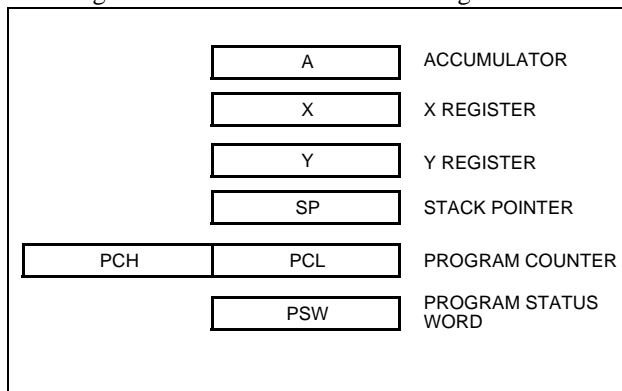 A ACCUMULATOR
X X REGISTER
Y Y REGISTER
SP STACK POINTER
PCH PCL PROGRAM COUNTER
PSW PROGRAM STATUS
WORD